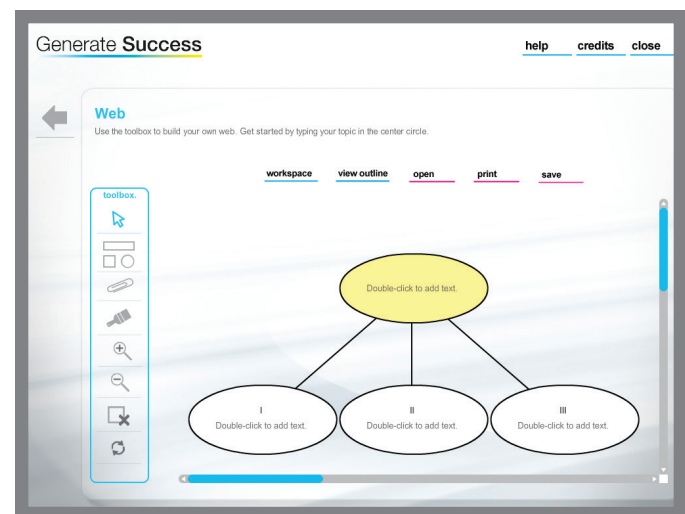 Generate Success
help credits close
Web
Use the toolbox to build your own web. Get started by typing your topic in the center circle.
workspace view outline open print save
toolbox.
Double-click to add text.
I II III
Double-click to add text. Double-click to add text. Double-click to add text.